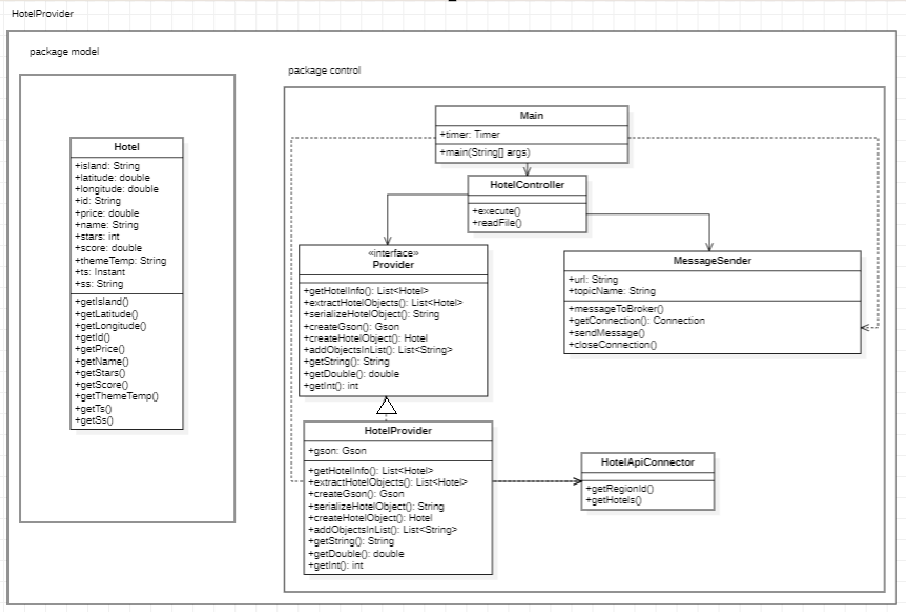 HotelProvider
package model
Hotel
+island: String
+latitude: double
+longitude: double
+id: String
+price: double
+name: String
+stars: int
+score: double
+themeTemp: String
+ts: Instant
+ss: String
+getIsland()
+getLatitude()
+getLongitude()
+getId()
+getPrice()
+getName()
+getStars()
+getScore()
+getThemeTemp()
+getTs()
+getSs()
package control
Main
+timer: Timer
+main(String[] args)
HotelController
+execute()
+readFile()
«interface»
Provider
+getHotelInfo(): List<Hotel>
+extractHotelObjects(): List<Hotel>
+serializeHotelObject(): String
+createGson(): Gson
+createHotelObject(): Hotel
+addObjectsInList(): List<String>
+getString(): String
+getDouble(): double
+getInt(): int
MessageSender
+url: String
+topicName: String
+messageToBroker()
+getConnection(): Connection
+sendMessage()
+closeConnection()
HotelProvider
+gson: Gson
+getHotelInfo(): List<Hotel>
+extractHotelObjects(): List<Hotel>
+createGson(): Gson
+serializeHotelObject(): String
+createHotelObject(): Hotel
+addObjectsInList(): List<String>
+getString(): String
+getDouble(): double
+getInt(): int
HotelApiConnector
+getRegionId()
+getHotels()